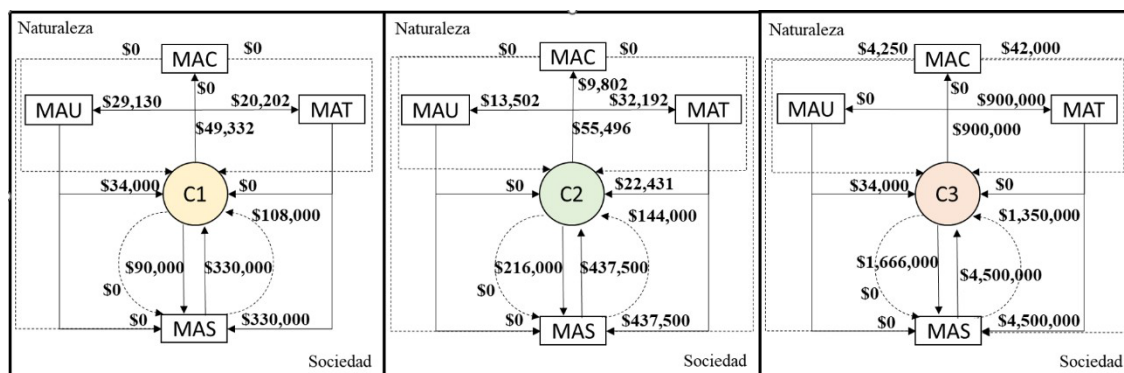 Naturaleza
$0 $0
MAC
$0
MAU
$29,130 $20,202
MAT
$49,332
$34,000
C1
$0
$108,000
$90,000 $330,000
$0
$0
MAS
$330,000
Sociedad
Naturaleza
$0 $0
MAC
$9,802
MAU
$13,502 $32,192
MAT
$55,496
$0
C2
$22,431
$144,000
$216,000 $437,500
$0
$0
MAS
$437,500
Sociedad
Naturaleza
$4,250 $42,000
MAC
$0
MAU
$0 $900,000
MAT
$900,000
$34,000
C3
$0
$1,350,000
$1,666,000 $4,500,000
$0
$0
MAS
$4,500,000
Sociedad